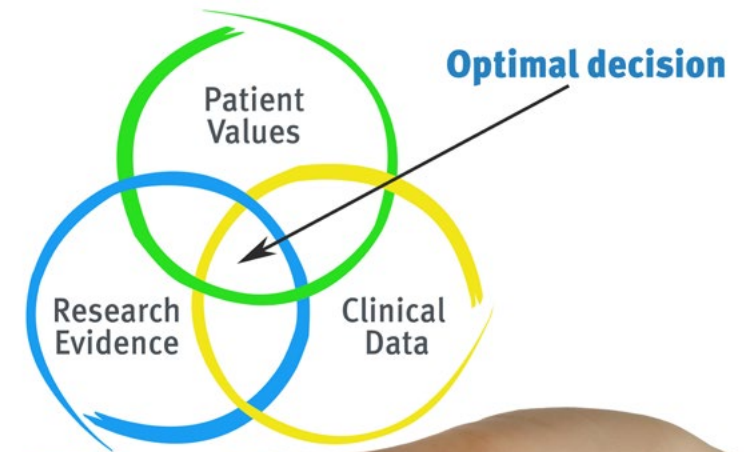 Optimal decision
Patient
Values
Research
Evidence
Clinical
Data